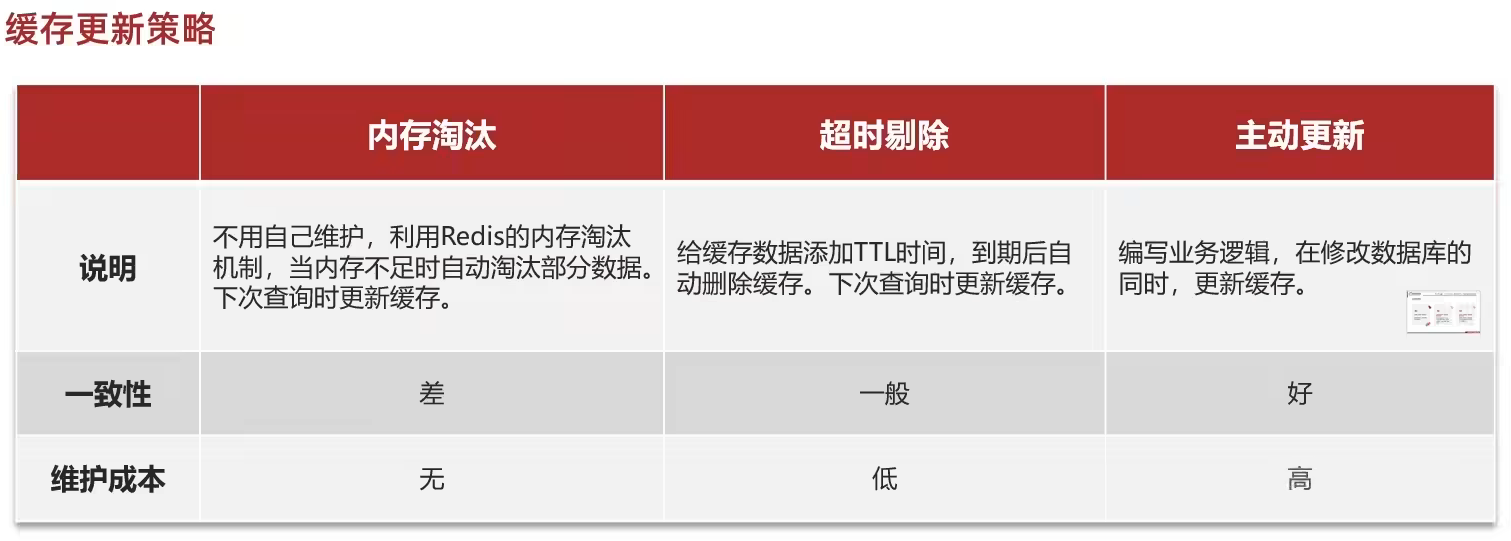 缓存更新策略
内存淘汰
超时剔除
主动更新
说明
不用自己维护，利用Redis的内存淘汰
机制，当内存不足时自动淘汰部分数据。
下次查询时更新缓存。
给缓存数据添加TTL时间，到期后自
动删除缓存。下次查询时更新缓存。
编写业务逻辑，在修改数据库的
同时，更新缓存。
一致性
差
一般
好
维护成本
无
低
高